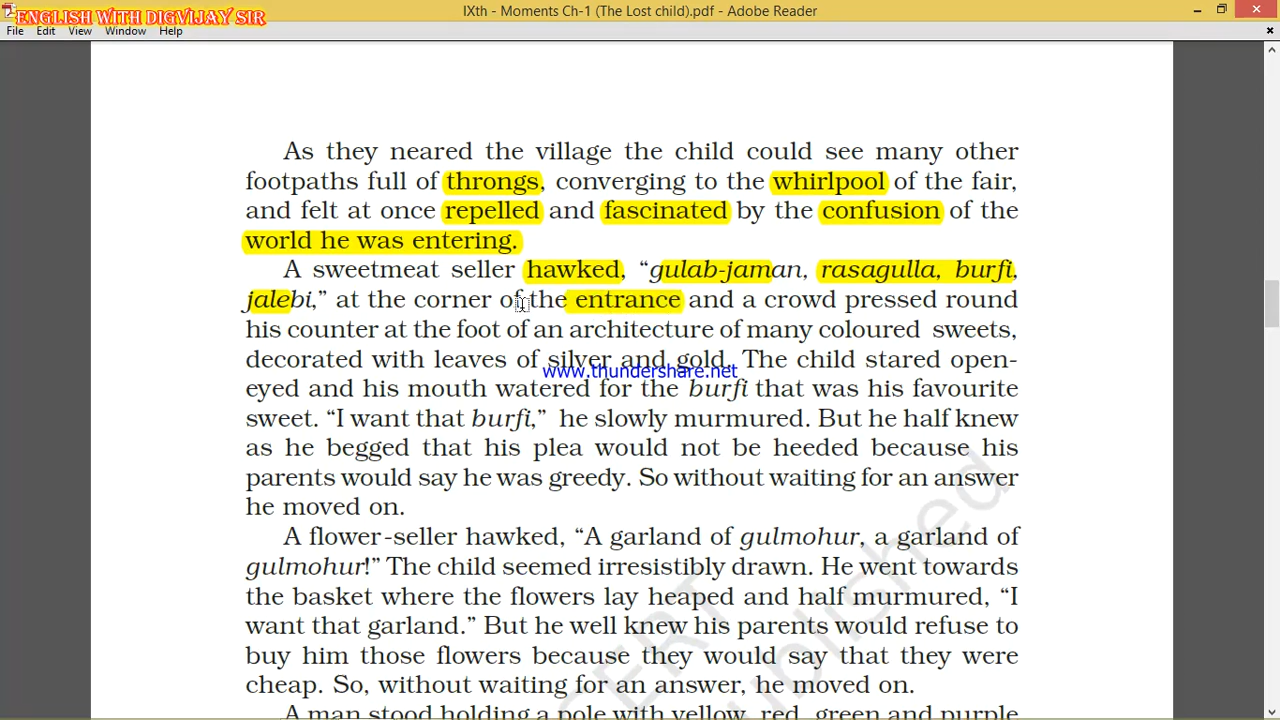 ENGLISH WITH DIGVIJAY SIR
IXth - Moments Ch-1 (The Lost child).pdf - Adobe Reader
File Edit View Window Help
As they neared the village the child could see many other
footpaths full of throngs, converging to the whirlpool of the fair,
and felt at once repelled and fascinated by the confusion of the
world he was entering.
A sweetmeat seller hawked, “gulab-jaman, rasagulla, burfi,
jalebi,” at the corner of the entrance and a crowd pressed round
his counter at the foot of an architecture of many coloured sweets,
decorated with leaves of silver and gold. The child stared open-
www.thundershare.net
eyed and his mouth watered for the burfi that was his favourite
sweet. “I want that burfi,” he slowly murmured. But he half knew
as he begged that his plea would not be heeded because his
parents would say he was greedy. So without waiting for an answer
he moved on.
A flower-seller hawked, “A garland of gulmohur, a garland of
gulmohur!” The child seemed irresistibly drawn. He went towards
the basket where the flowers lay heaped and half murmured, “I
want that garland.” But he well knew his parents would refuse to
buy him those flowers because they would say that they were
cheap. So, without waiting for an answer, he moved on.
A man stood holding a pole with yellow, red, green and purple